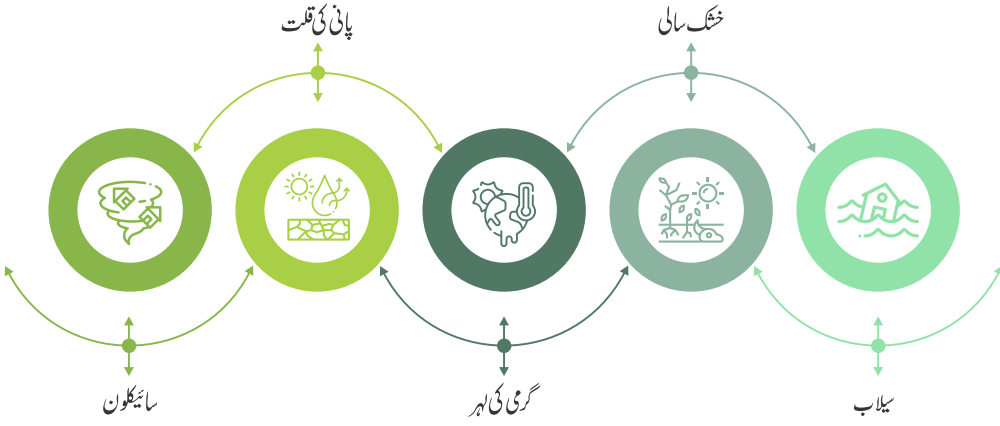 خشک سالی
پانی کی قلت
سیلاب
گرمی کی لہر
سائیکلون